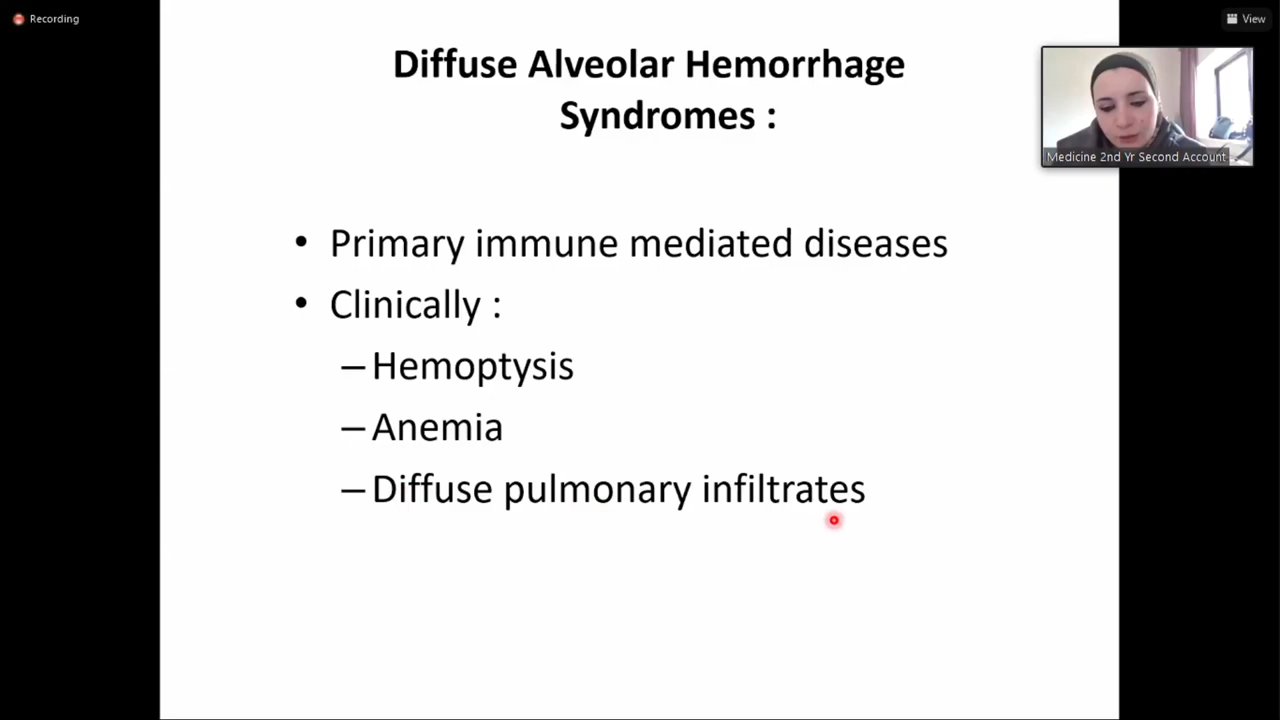 Recording
View
Diffuse Alveolar Hemorrhage
Syndromes :
Medicine 2nd Yr Second Account
• Primary immune mediated diseases
• Clinically :
– Hemoptysis
– Anemia
– Diffuse pulmonary infiltrates